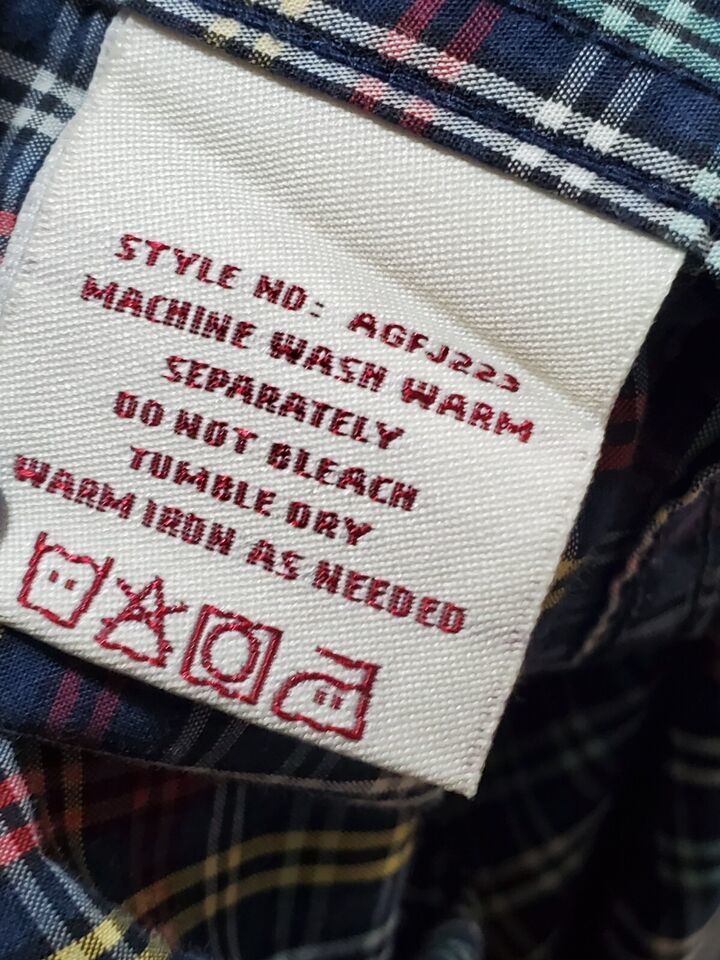 STYLE NO: AGFJ223
MACHINE WASH WARM
SEPARATELY
DO NOT BLEACH
TUMBLE DRY
WARM IRON AS NEEDED